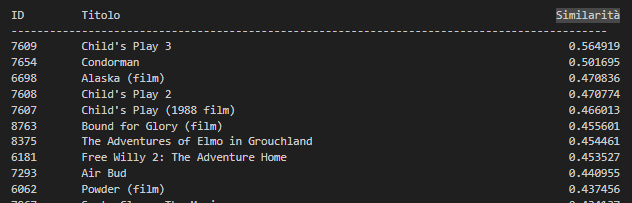 ID Titolo Similarità
--------------------------------------------------------------------------------------------
7609 Child's Play 3 0.564919
7654 Condorman 0.501695
6698 Alaska (film) 0.470836
7608 Child's Play 2 0.470774
7607 Child's Play (1988 film) 0.466013
8763 Bound for Glory (film) 0.455601
8375 The Adventures of Elmo in Grouchland 0.454461
6181 Free Willy 2: The Adventure Home 0.453527
7293 Air Bud 0.440955
6062 Powder (film) 0.437456